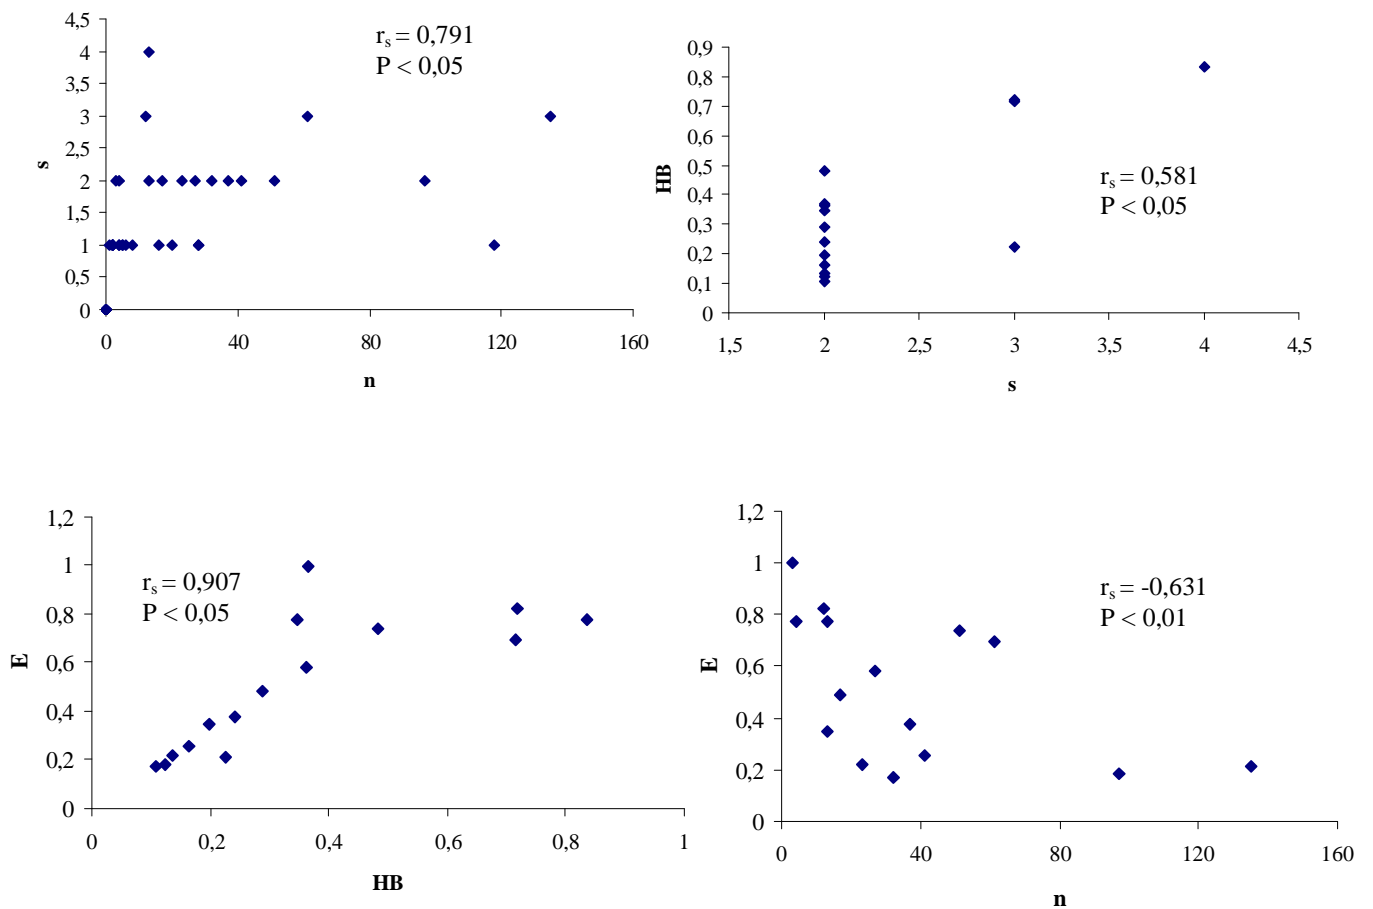 4,5
4
3,5
3
2,5
2
1,5
1
0,5
0
s
rs = 0,791
P < 0,05
0 40 80 120 160
n
0,9
0,8
0,7
0,6
0,5
0,4
0,3
0,2
0,1
0
HB
rs = 0,581
P < 0,05
1,5 2 2,5 3 3,5 4 4,5
s
1,2
1
0,8
0,6
0,4
0,2
0
E
rs = 0,907
P < 0,05
0 0,2 0,4 0,6 0,8 1
HB
1,2
1
0,8
0,6
0,4
0,2
0
E
rs = -0,631
P < 0,01
0 40 80 120 160
n